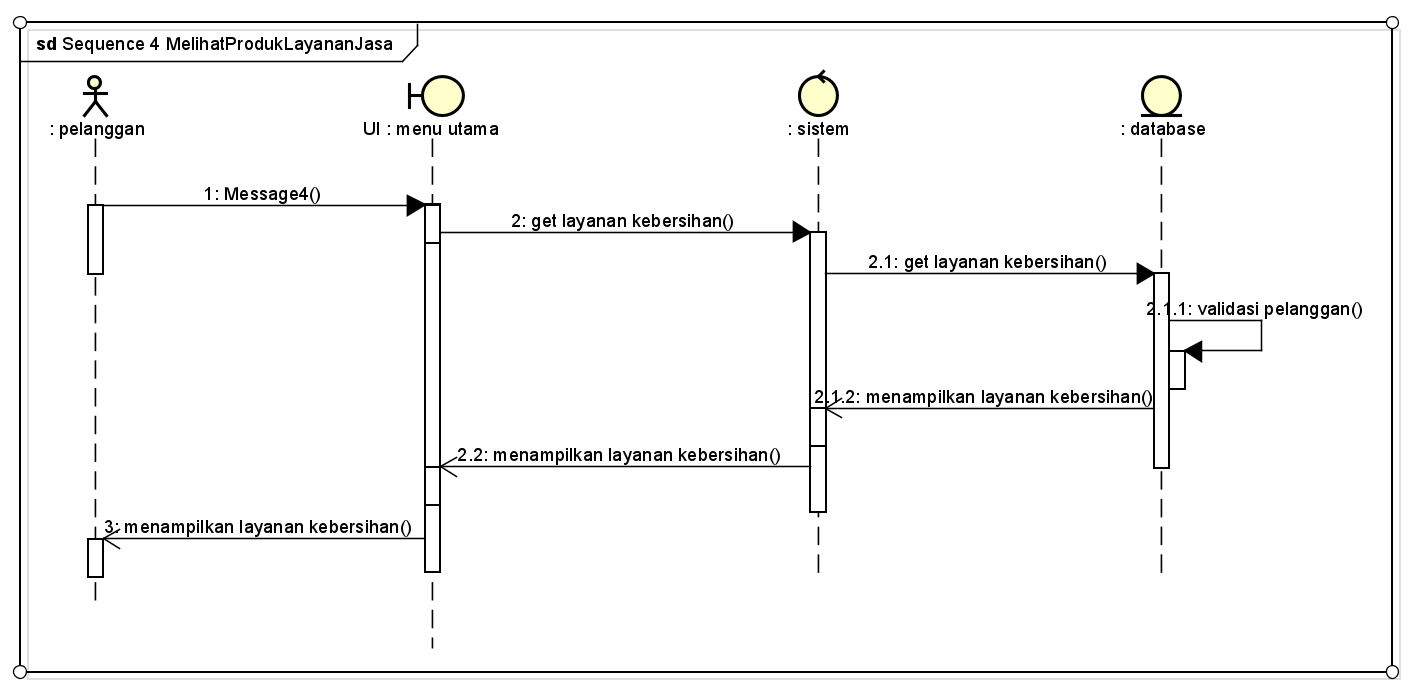 sd Sequence 4 MelihatProdukLayananJasa
: pelanggan
UI : menu utama
: sistem
: database
1: Message4()
2: get layanan kebersihan()
2.1: get layanan kebersihan()
2.1.1: validasi pelanggan()
2.1.2: menampilkan layanan kebersihan()
2.2: menampilkan layanan kebersihan()
3: menampilkan layanan kebersihan()